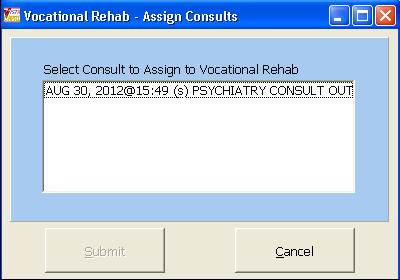 Vocational Rehab - Assign Consults
Select Consult to Assign to Vocational Rehab
AUG 30, 2012@15:49 (s) PSYCHIATRY CONSULT OUT
Submit
Cancel